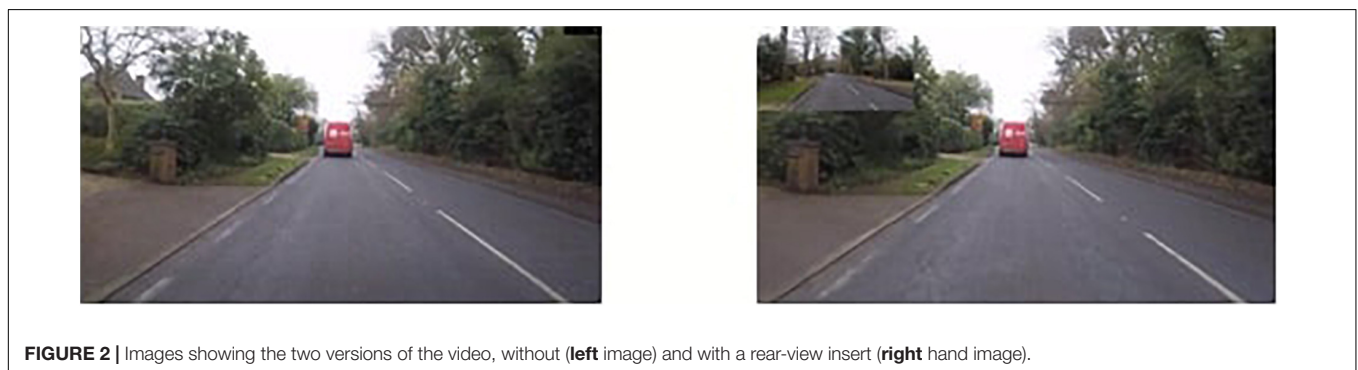 FIGURE 2 | Images showing the two versions of the video, without (left image) and with a rear-view insert (right hand image).